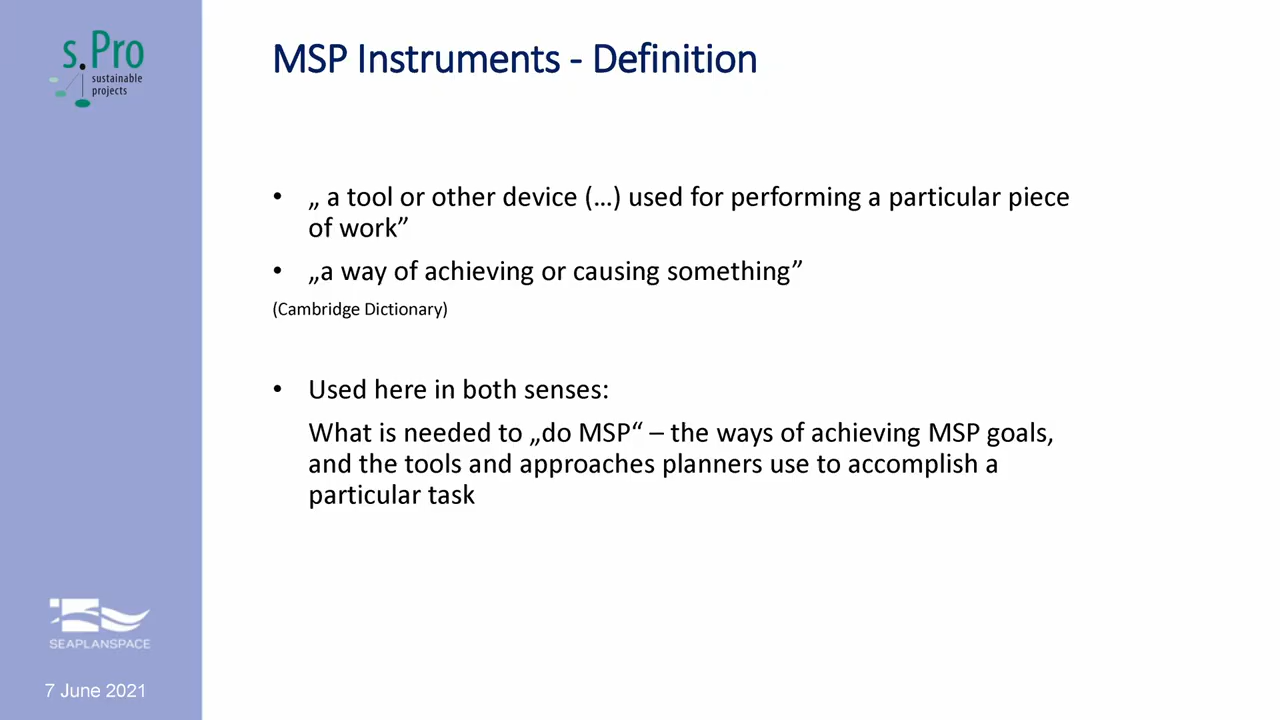 s.Pro
sustainable
projects
MSP Instruments - Definition
• „ a tool or other device (…) used for performing a particular piece
of work”
• „a way of achieving or causing something”
(Cambridge Dictionary)
• Used here in both senses:
What is needed to „do MSP“ – the ways of achieving MSP goals,
and the tools and approaches planners use to accomplish a
particular task
SEAPLANSPACE
7 June 2021